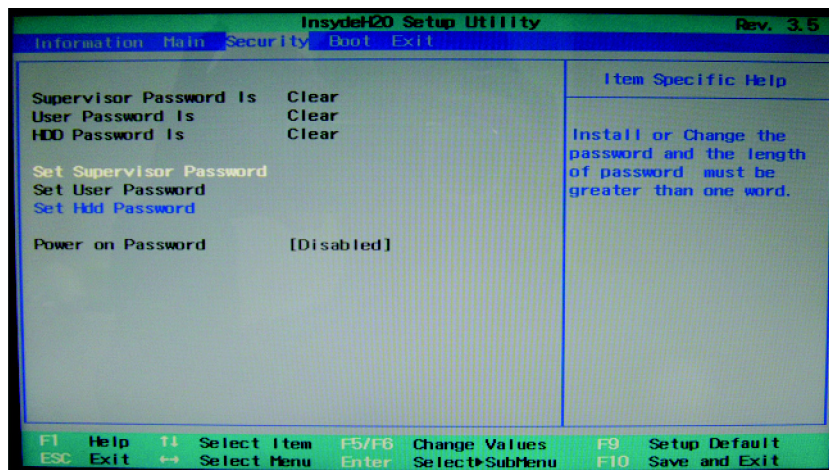 InsydeH20 Setup Utility Rev. 3.5
Information Main Security Boot Exit
Item Specific Help
Supervisor Password Is Clear
User Password Is Clear
HDD Password Is Clear
Install or Change the
password and the length
of password must be
greater than one word.
Set Supervisor Password
Set User Password
Set Hdd Password
Power on Password [Disabled]
F1 Help ↑↓ Select Item F5/F6 Change Values F9 Setup Default
ESC Exit ↔ Select Menu Enter Select▶SubMenu F10 Save and Exit